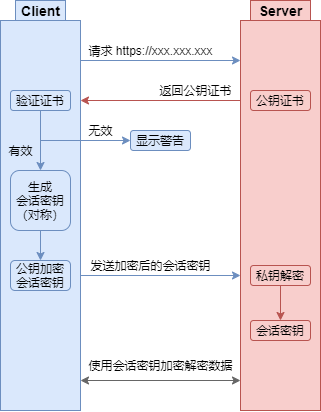 Client
Server
请求 https://xxx.xxx.xxx
返回公钥证书
验证证书
公钥证书
无效
显示警告
有效
生成
会话密钥
（对称）
公钥加密
会话密钥
发送加密后的会话密钥
私钥解密
会话密钥
使用会话密钥加密解密数据